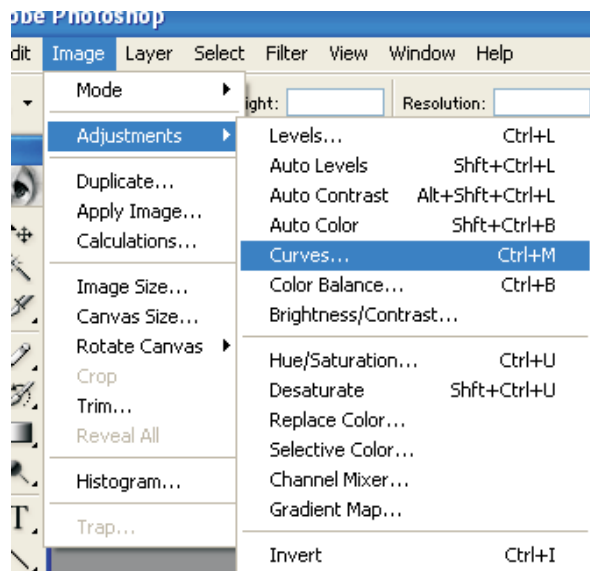 obe Photoshop
dit Image Layer Select Filter View Window Help
ight: Resolution:
Mode
Adjustments
Duplicate...
Apply Image...
Calculations...
Image Size...
Canvas Size...
Rotate Canvas
Crop
Trim...
Reveal All
Histogram...
Trap...
Levels... Ctrl+L
Auto Levels Shft+Ctrl+L
Auto Contrast Alt+Shft+Ctrl+L
Auto Color Shft+Ctrl+B
Curves... Ctrl+M
Color Balance... Ctrl+B
Brightness/Contrast...
Hue/Saturation... Ctrl+U
Desaturate Shft+Ctrl+U
Replace Color...
Selective Color...
Channel Mixer...
Gradient Map...
Invert Ctrl+I
T